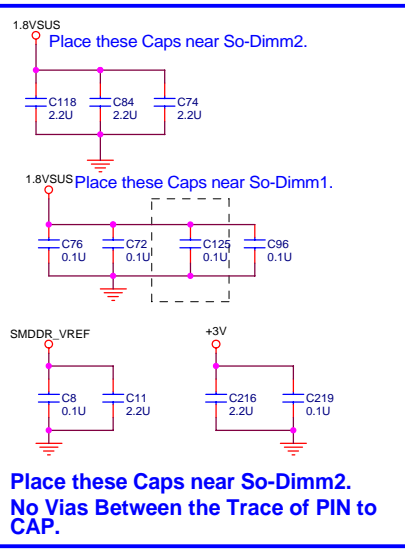 1.8VSUS
Place these Caps near So-Dimm2.
C118 C84 C74
2.2U 2.2U 2.2U
1.8VSUS Place these Caps near So-Dimm1.
C76 C72 C125 C96
0.1U 0.1U 0.1U 0.1U
SMDDR_VREF +3V
C8 C11 C216 C219
0.1U 2.2U 2.2U 0.1U
Place these Caps near So-Dimm2.
No Vias Between the Trace of PIN to
CAP.